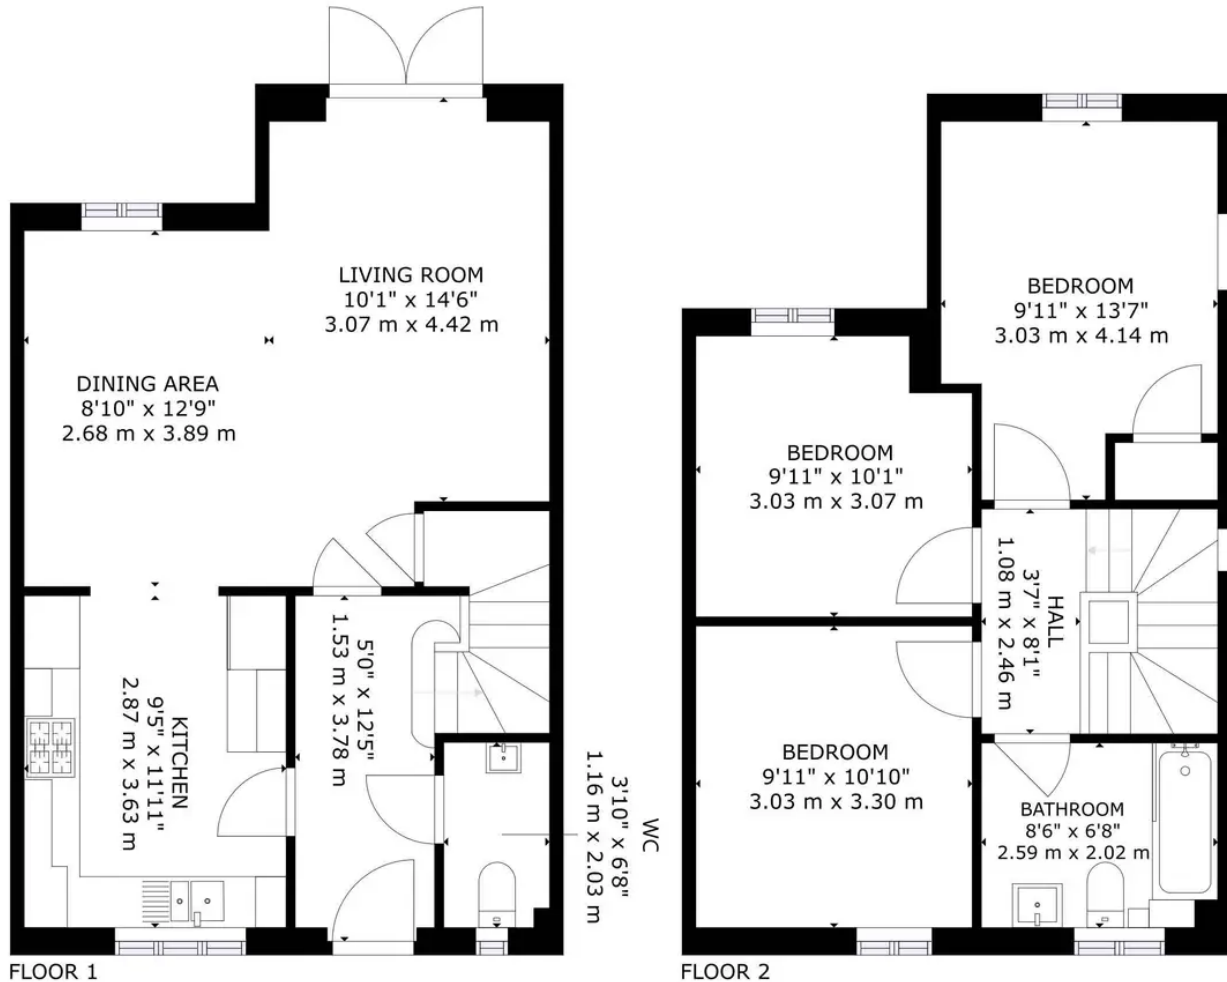 LIVING ROOM
10'1" x 14'6"
3.07 m x 4.42 m
DINING AREA
8'10" x 12'9"
2.68 m x 3.89 m
KITCHEN
9'5" x 11'11"
2.87 m x 3.63 m
5'0" x 12'5"
1.53 m x 3.78 m
WC
3'10" x 6'8"
1.16 m x 2.03 m
FLOOR 1
BEDROOM
9'11" x 13'7"
3.03 m x 4.14 m
BEDROOM
9'11" x 10'1"
3.03 m x 3.07 m
HALL
3'7" x 8'1"
1.08 m x 2.46 m
BEDROOM
9'11" x 10'10"
3.03 m x 3.30 m
BATHROOM
8'6" x 6'8"
2.59 m x 2.02 m
FLOOR 2